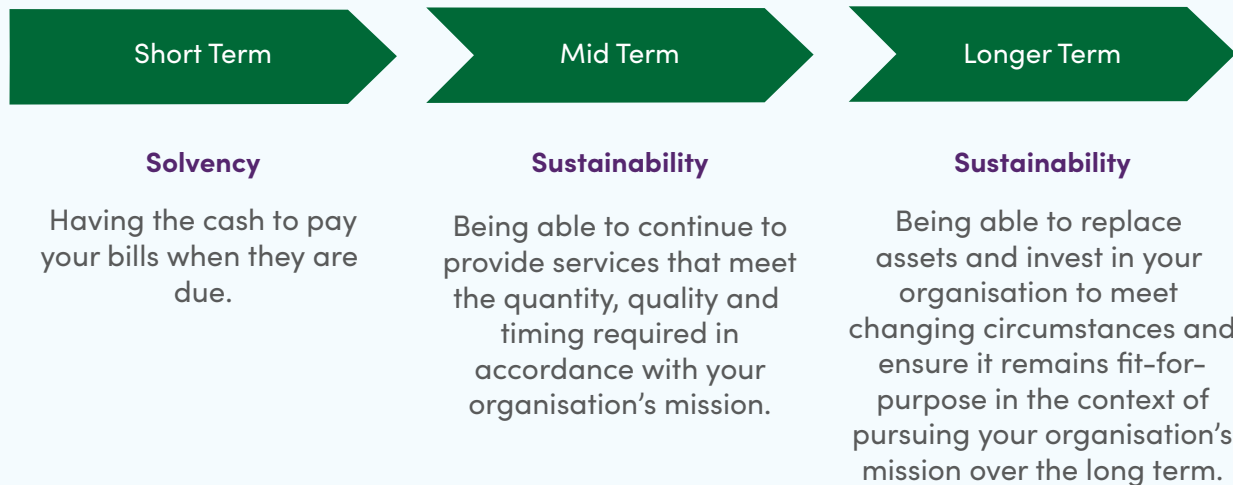 Short Term
Solvency
Having the cash to pay
your bills when they are
due.
Mid Term
Sustainability
Being able to continue to
provide services that meet
the quantity, quality and
timing required in
accordance with your
organisation’s mission.
Longer Term
Sustainability
Being able to replace
assets and invest in your
organisation to meet
changing circumstances and
ensure it remains fit-for-
purpose in the context of
pursuing your organisation’s
mission over the long term.